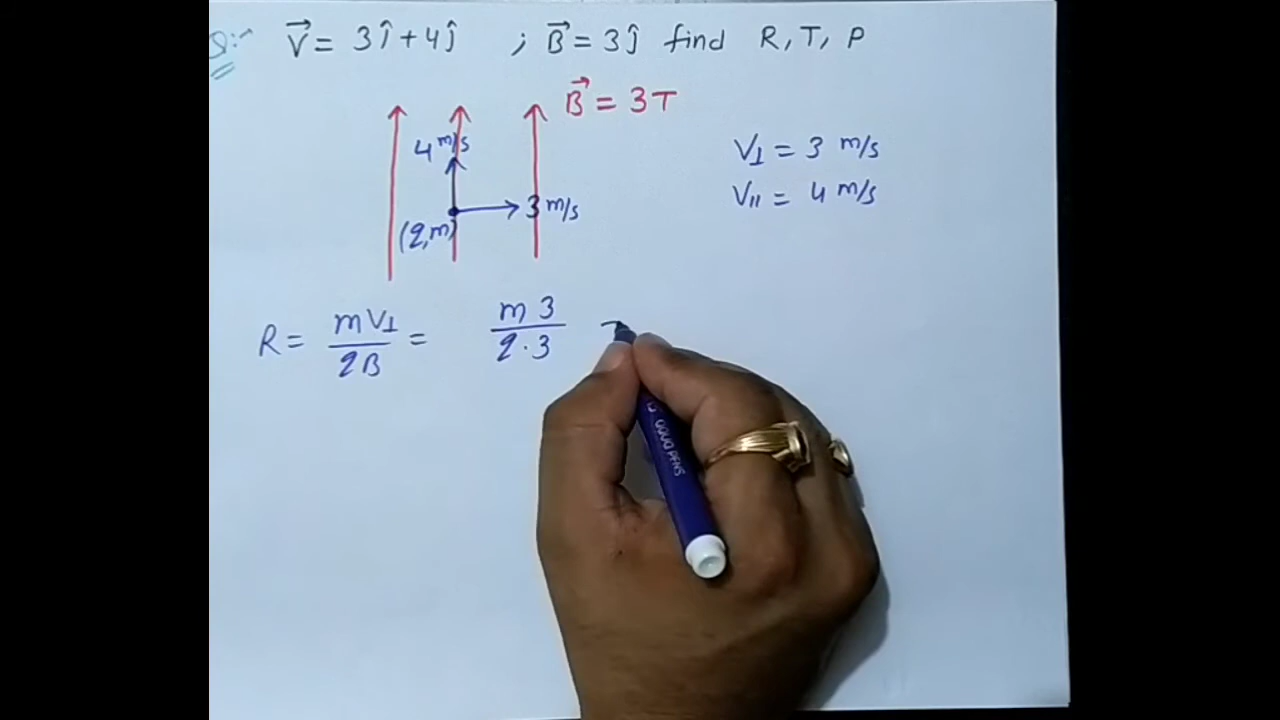 Q:- V⃗ = 3î + 4ĵ ; B⃗ = 3ĵ find R, T, P
B⃗ = 3T
4 m/s
V⊥ = 3 m/s
V∥ = 4 m/s
3 m/s
(q,m)
R = mV⊥/qB = m3/q·3